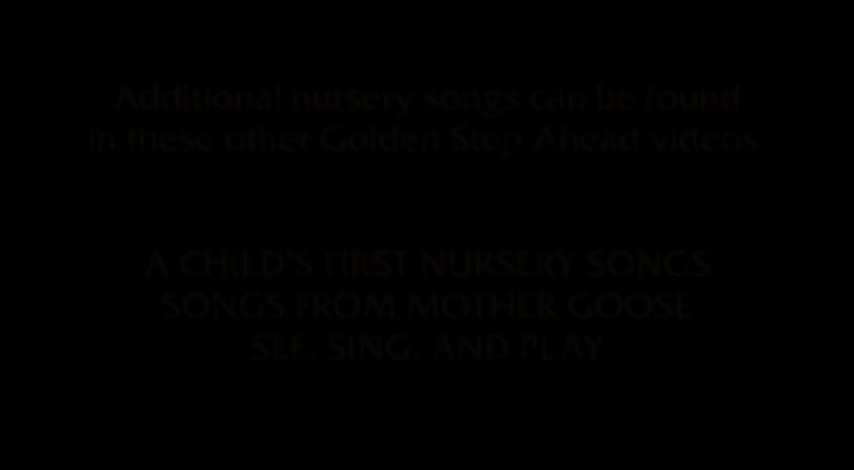 Additional nursery songs can be found
in these other Golden Step Ahead videos:
A CHILD'S FIRST NURSERY SONGS
SONGS FROM MOTHER GOOSE
SEE, SING, AND PLAY